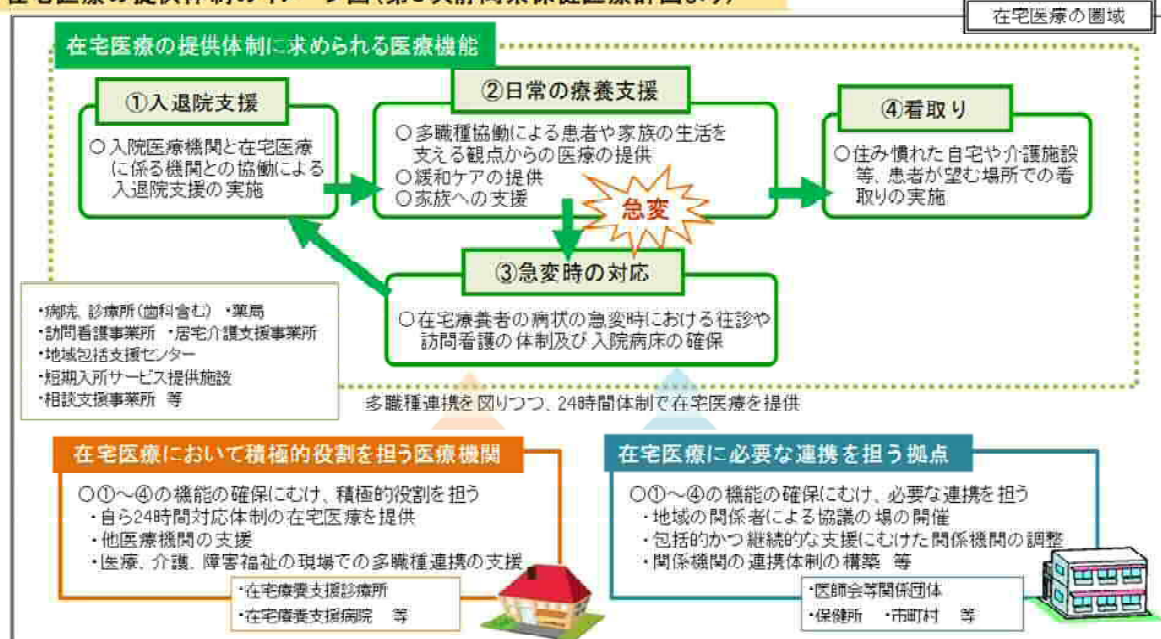 在宅医療の圏域
在宅医療の提供体制に求められる医療機能
①入退院支援
○入院医療機関と在宅医療
に係る機関との協働による
入退院支援の実施
②日常の療養支援
○多職種協働による患者や家族の生活を
支える観点からの医療の提供
○緩和ケアの提供
○家族への支援
急変
④看取り
○住み慣れた自宅や介護施設
等、患者が望む場所での看
取りの実施
③急変時の対応
○在宅療養者の病状の急変時における往診や
訪問看護の体制及び入院病床の確保
・病院、診療所(歯科含む) ・薬局
・訪問看護事業所 ・居宅介護支援事業所
・地域包括支援センター
・短期入所サービス提供施設
・相談支援事業所 等
多職種連携を図りつつ、24時間体制で在宅医療を提供
在宅医療において積極的役割を担う医療機関
○①～④の機能の確保にむけ、積極的役割を担う
・自ら24時間対応体制の在宅医療を提供
・他医療機関の支援
・医療、介護、障害福祉の現場での多職種連携の支援
・在宅療養支援診療所
・在宅療養支援病院 等
在宅医療に必要な連携を担う拠点
○①～④の機能の確保にむけ、必要な連携を担う
・地域の関係者による協議の場の開催
・包括的かつ継続的な支援にむけた関係機関の調整
・関係機関の連携体制の構築 等
・医師会等関係団体
・保健所 ・市町村 等